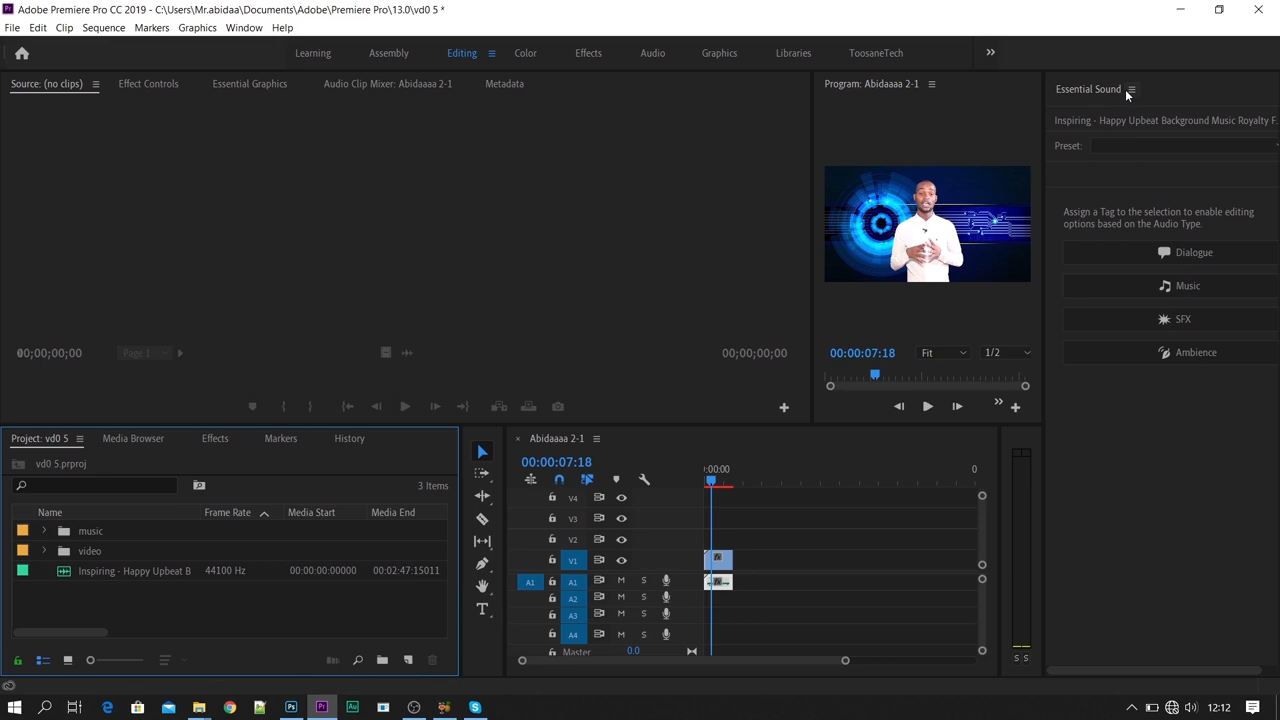 Adobe Premiere Pro CC 2019 - C:\Users\Mr.abidaa\Documents\Adobe\Premiere Pro\13.0\vd0 5 *
File Edit Clip Sequence Markers Graphics Window Help
Learning Assembly Editing Color Effects Audio Graphics Libraries ToosaneTech
Source: (no clips) Effect Controls Essential Graphics Audio Clip Mixer: Abidaaaa 2-1 Metadata
Program: Abidaaaa 2-1
Essential Sound
Inspiring - Happy Upbeat Background Music Royalty F
Preset:
Assign a Tag to the selection to enable editing
options based on the Audio Type.
Dialogue
Music
SFX
Ambience
00;00;00;00 Page 1 00;00;00;00
00:00:07:18 Fit 1/2
Project: vd0 5 Media Browser Effects Markers History
vd0 5.prproj
3 Items
Name Frame Rate Media Start Media End
music
video
Inspiring - Happy Upbeat B 44100 Hz 00:00:00:00000 00:02:47:15011
Abidaaaa 2-1
00:00:07:18
:00:00 0
V4
V3
V2
V1
A1 A1 M S
A2 M S
A3 M S
A4 M S
Master 0.0
S S
12:12